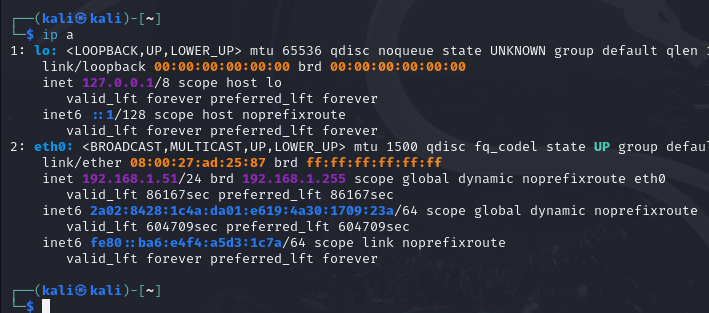 ┌──(kali㉿kali)-[~]
└─$ ip a
1: lo: <LOOPBACK,UP,LOWER_UP> mtu 65536 qdisc noqueue state UNKNOWN group default qlen 1
    link/loopback 00:00:00:00:00:00 brd 00:00:00:00:00:00
    inet 127.0.0.1/8 scope host lo
       valid_lft forever preferred_lft forever
    inet6 ::1/128 scope host noprefixroute
       valid_lft forever preferred_lft forever
2: eth0: <BROADCAST,MULTICAST,UP,LOWER_UP> mtu 1500 qdisc fq_codel state UP group defau
    link/ether 08:00:27:ad:25:87 brd ff:ff:ff:ff:ff:ff
    inet 192.168.1.51/24 brd 192.168.1.255 scope global dynamic noprefixroute eth0
       valid_lft 86167sec preferred_lft 86167sec
    inet6 2a02:8428:1c4a:da01:e619:4a30:1709:23a/64 scope global dynamic noprefixroute
       valid_lft 604709sec preferred_lft 604709sec
    inet6 fe80::ba6:e4f4:a5d3:1c7a/64 scope link noprefixroute
       valid_lft forever preferred_lft forever
┌──(kali㉿kali)-[~]
└─$